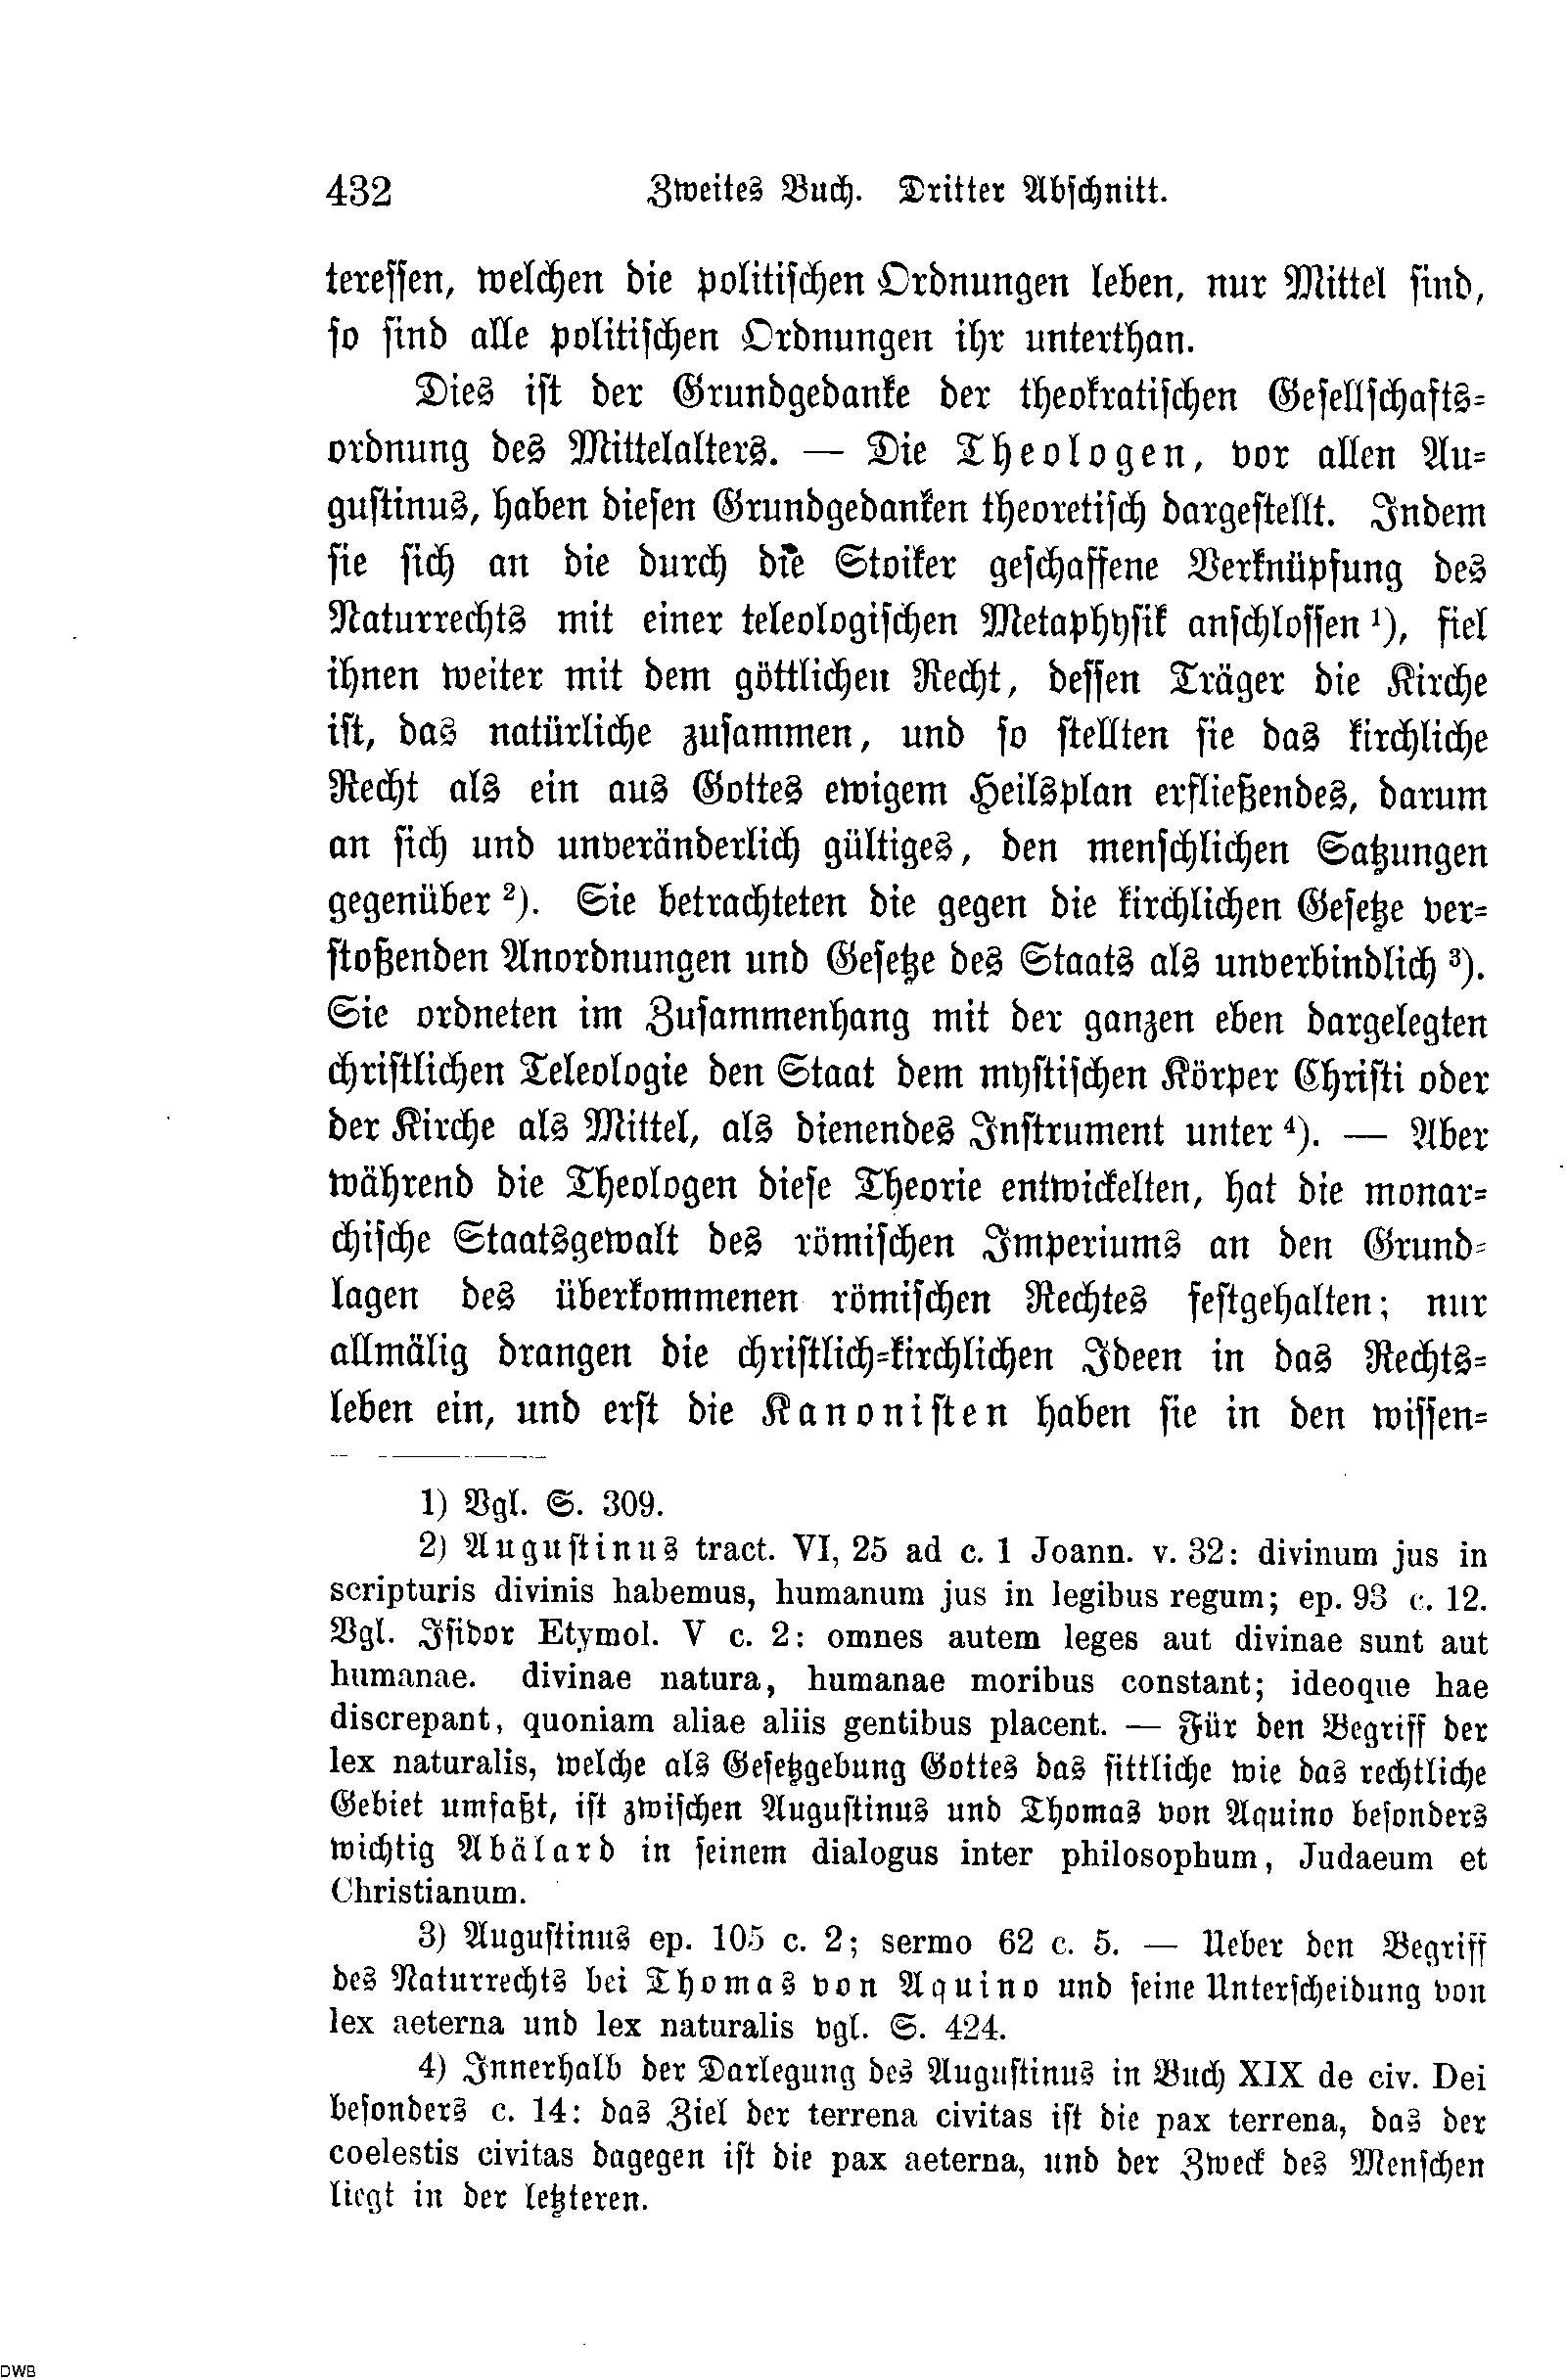 432 Zweites Buch. Dritter Abschnitt.
tereſſen, welchen die politiſchen Ordnungen leben, nur Mittel ſind,
ſo ſind alle politiſchen Ordnungen ihr unterthan.
Dies iſt der Grundgedanke der theokratiſchen Geſellſchafts-
ordnung des Mittelalters. — Die Theologen, vor allen Au-
guſtinus, haben dieſen Grundgedanken theoretiſch dargeſtellt. Indem
ſie ſich an die durch die Stoiker geſchaffene Verknüpfung des
Naturrechts mit einer teleologiſchen Metaphyſik anſchloſſen ¹), fiel
ihnen weiter mit dem göttlichen Recht, deſſen Träger die Kirche
iſt, das natürliche zuſammen, und ſo ſtellten ſie das kirchliche
Recht als ein aus Gottes ewigem Heilsplan erfließendes, darum
an ſich und unveränderlich gültiges, den menſchlichen Satzungen
gegenüber ²). Sie betrachteten die gegen die kirchlichen Geſetze ver-
ſtoßenden Anordnungen und Geſetze des Staats als unverbindlich ³).
Sie ordneten im Zuſammenhang mit der ganzen eben dargelegten
chriſtlichen Teleologie den Staat dem myſtiſchen Körper Chriſti oder
der Kirche als Mittel, als dienendes Inſtrument unter ⁴). — Aber
während die Theologen dieſe Theorie entwickelten, hat die monar-
chiſche Staatsgewalt des römiſchen Imperiums an den Grund-
lagen des überkommenen römiſchen Rechtes feſtgehalten; nur
allmälig drangen die chriſtlich-kirchlichen Ideen in das Rechts-
leben ein, und erſt die Kanoniſten haben ſie in den wiſſen-
1) Vgl. S. 309.
2) Auguſtinus tract. VI, 25 ad c. 1 Joann. v. 32: divinum jus in
scripturis divinis habemus, humanum jus in legibus regum; ep. 93 c. 12.
Vgl. Iſidor Etymol. V c. 2: omnes autem leges aut divinae sunt aut
humanae. divinae natura, humanae moribus constant; ideoque hae
discrepant, quoniam aliae aliis gentibus placent. — Für den Begriff der
lex naturalis, welche als Geſetzgebung Gottes das ſittliche wie das rechtliche
Gebiet umfaßt, iſt zwiſchen Auguſtinus und Thomas von Aquino beſonders
wichtig Abälard in ſeinem dialogus inter philosophum, Judaeum et
Christianum.
3) Auguſtinus ep. 105 c. 2; sermo 62 c. 5. — Ueber den Begriff
des Naturrechts bei Thomas von Aquino und ſeine Unterſcheidung von
lex aeterna und lex naturalis vgl. S. 424.
4) Innerhalb der Darlegung des Auguſtinus in Buch XIX de civ. Dei
beſonders c. 14: das Ziel der terrena civitas iſt die pax terrena, das der
coelestis civitas dagegen iſt die pax aeterna, und der Zweck des Menſchen
liegt in der letzteren.
DWB